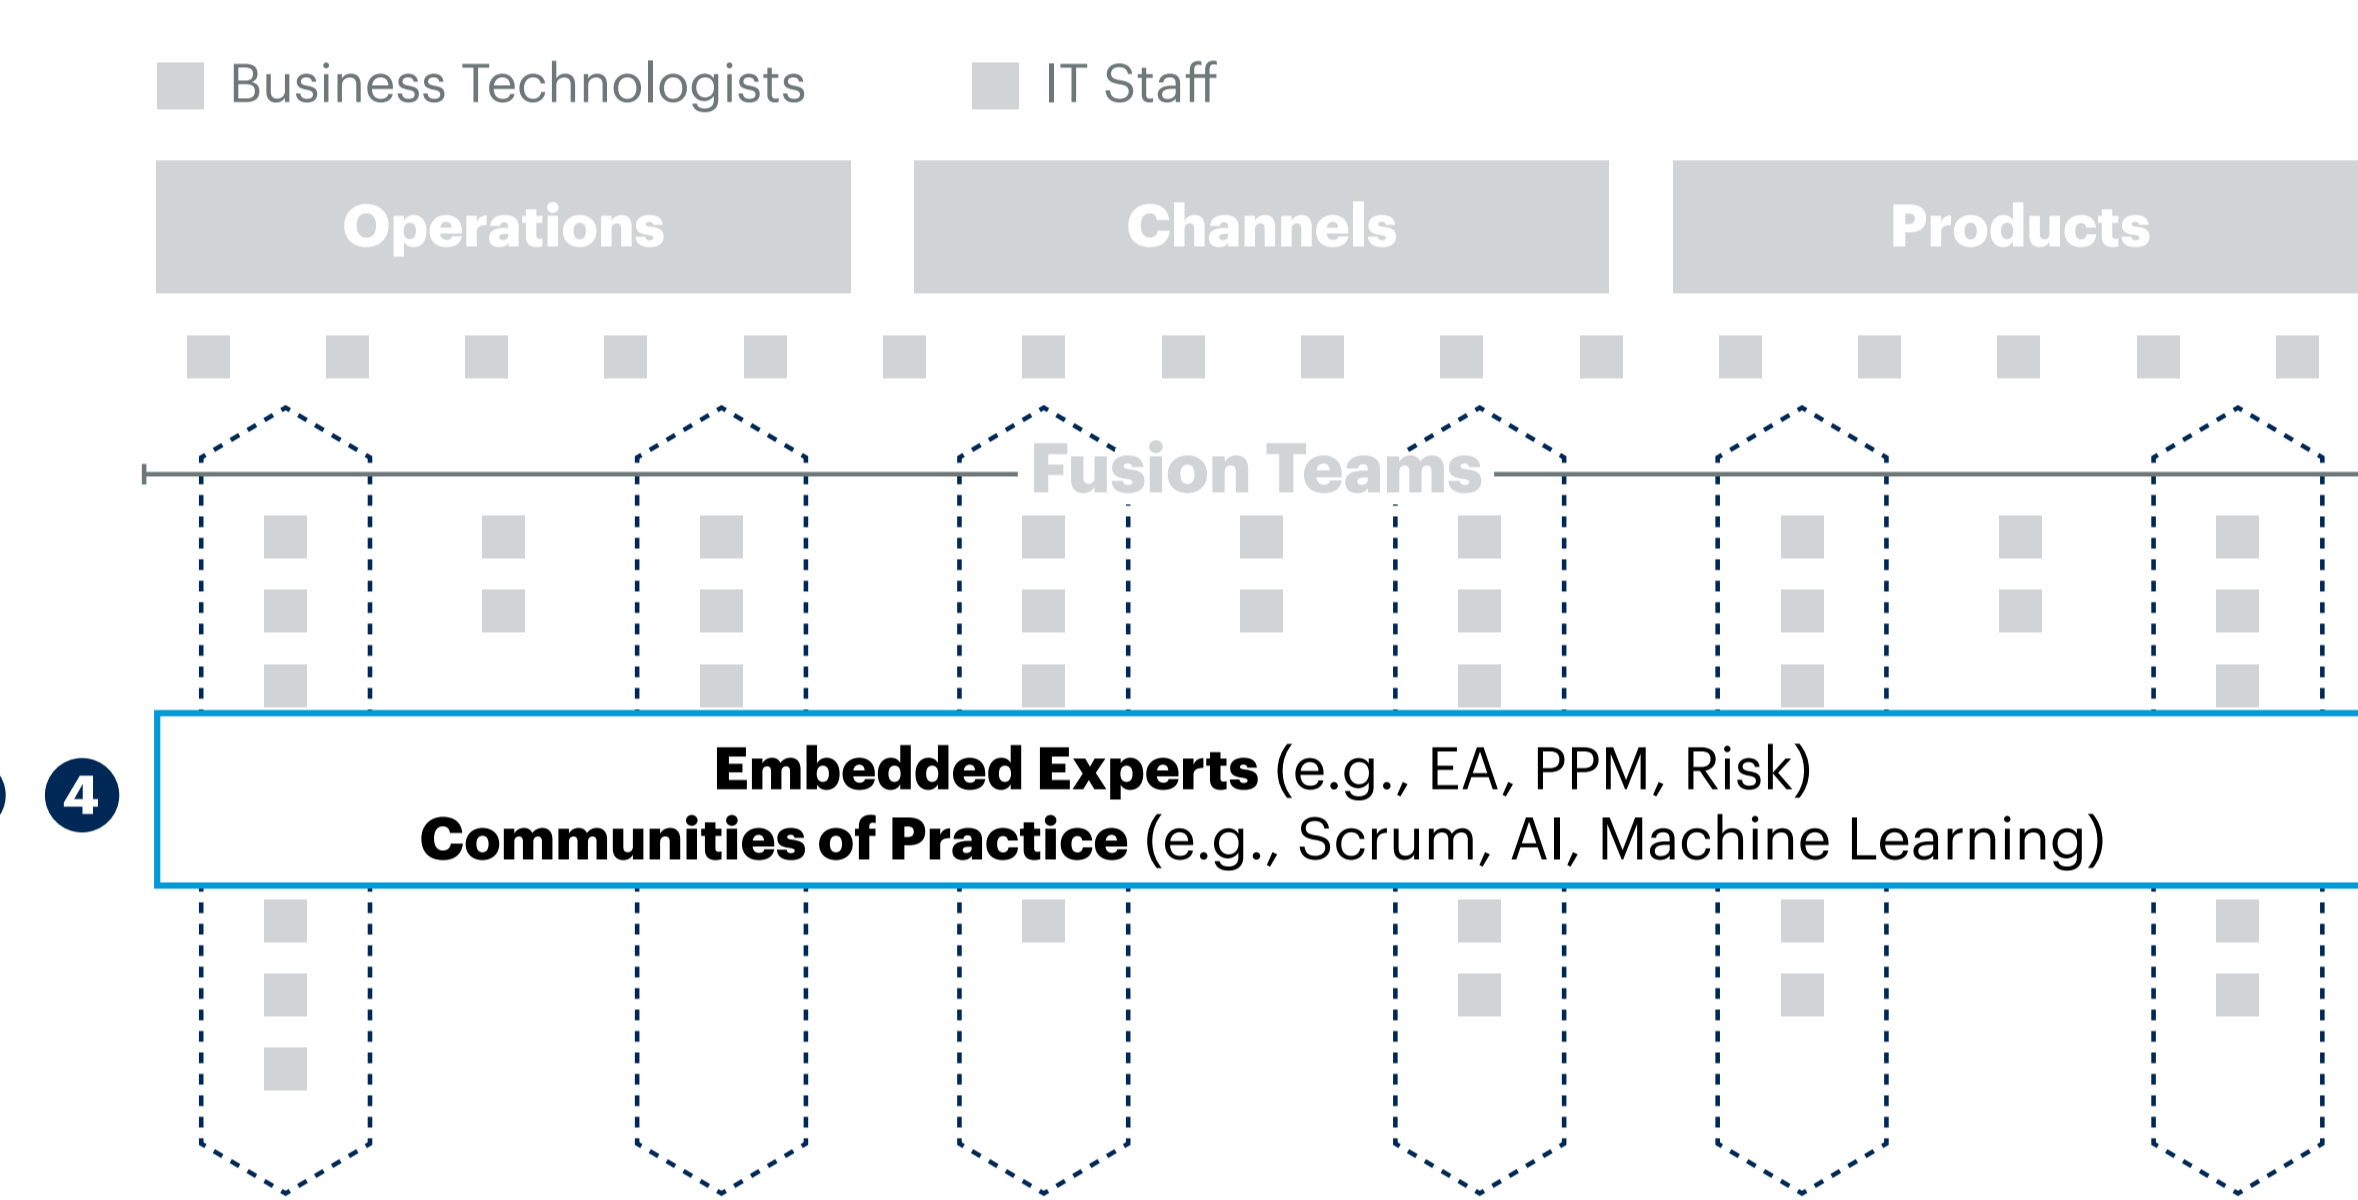 Business Technologists
IT Staff
Operations
Channels
Products
Fusion Teams
4
Embedded Experts (e.g., EA, PPM, Risk)
Communities of Practice (e.g., Scrum, AI, Machine Learning)